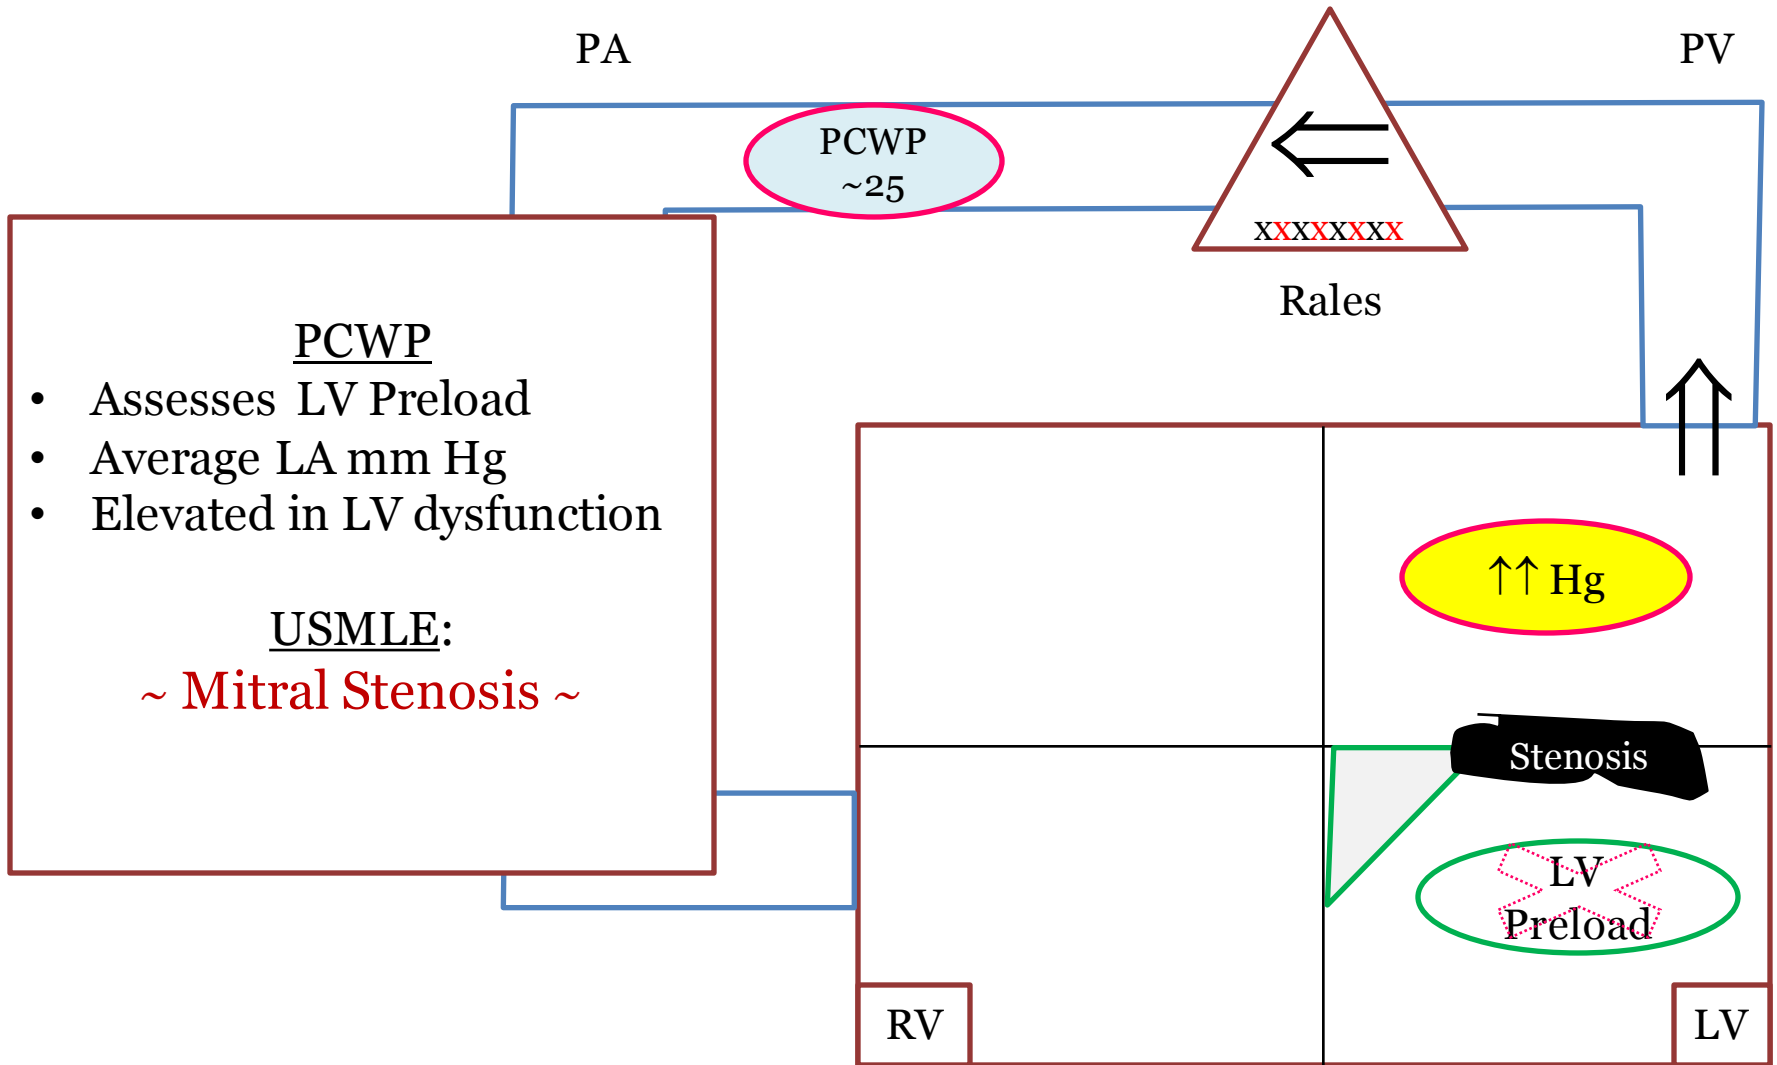 PA
PV
PCWP
~25
⇐
xxxxxxxx
Rales
PCWP
• Assesses LV Preload
• Average LA mm Hg
• Elevated in LV dysfunction
USMLE:
~ Mitral Stenosis ~
⇑
↑↑ Hg
Stenosis
LV
Preload
RV
LV